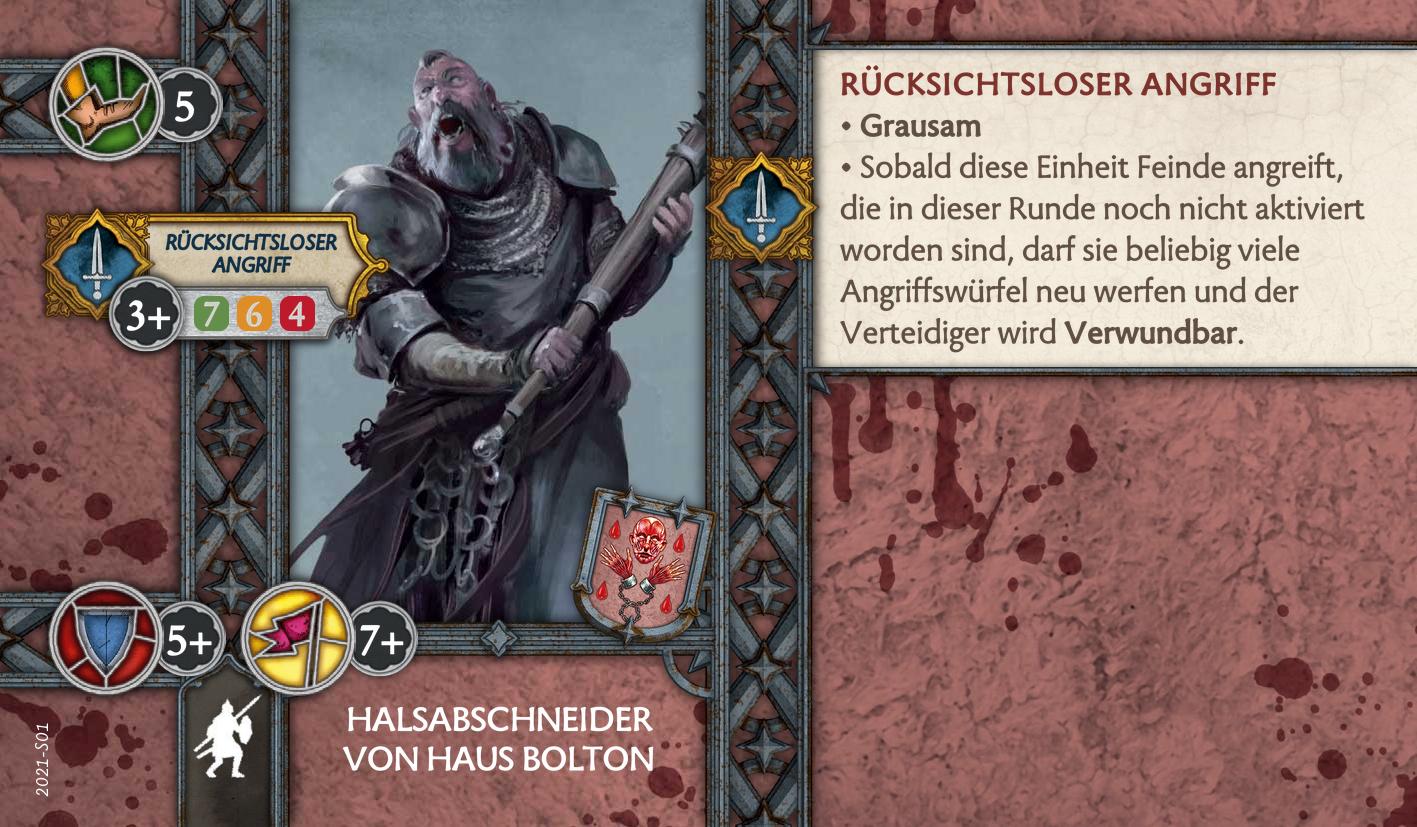 5
RÜCKSICHTSLOSER
ANGRIFF
3+ 7 6 4
5+ 7+
HALSABSCHNEIDER
VON HAUS BOLTON
2021-S01
RÜCKSICHTSLOSER ANGRIFF
• Grausam
• Sobald diese Einheit Feinde angreift,
die in dieser Runde noch nicht aktiviert
worden sind, darf sie beliebig viele
Angriffswürfel neu werfen und der
Verteidiger wird Verwundbar.